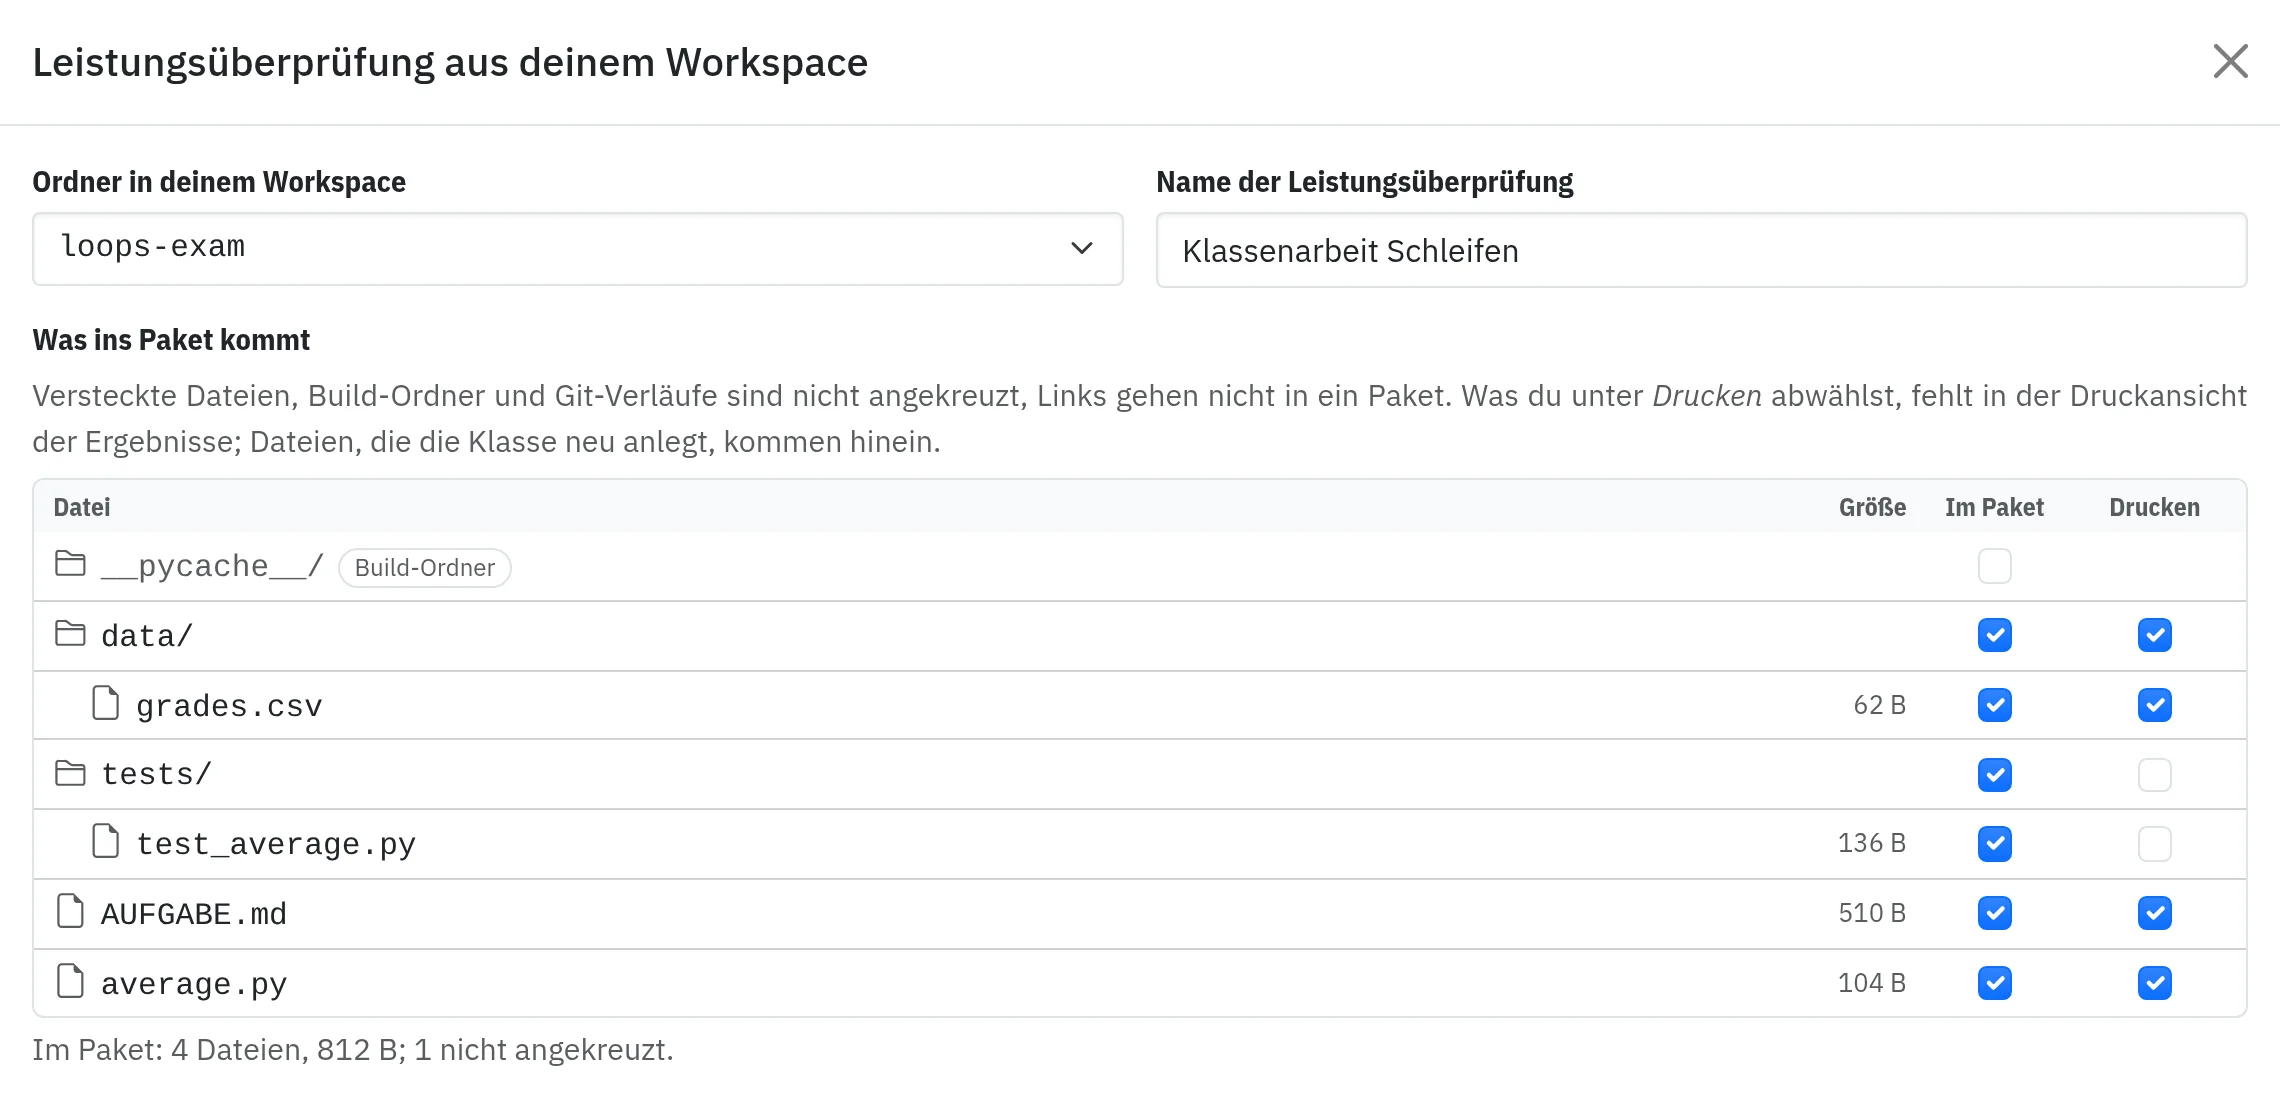 Leistungsüberprüfung aus deinem Workspace
Ordner in deinem Workspace
loops-exam
Name der Leistungsüberprüfung
Klassenarbeit Schleifen
Was ins Paket kommt
Versteckte Dateien, Build-Ordner und Git-Verläufe sind nicht angekreuzt, Links gehen nicht in ein Paket. Was du unter Drucken abwählst, fehlt in der Druckansicht
der Ergebnisse; Dateien, die die Klasse neu anlegt, kommen hinein.
Datei Größe Im Paket Drucken
__pycache__/ Build-Ordner
data/
grades.csv 62 B
tests/
test_average.py 136 B
AUFGABE.md 510 B
average.py 104 B
Im Paket: 4 Dateien, 812 B; 1 nicht angekreuzt.